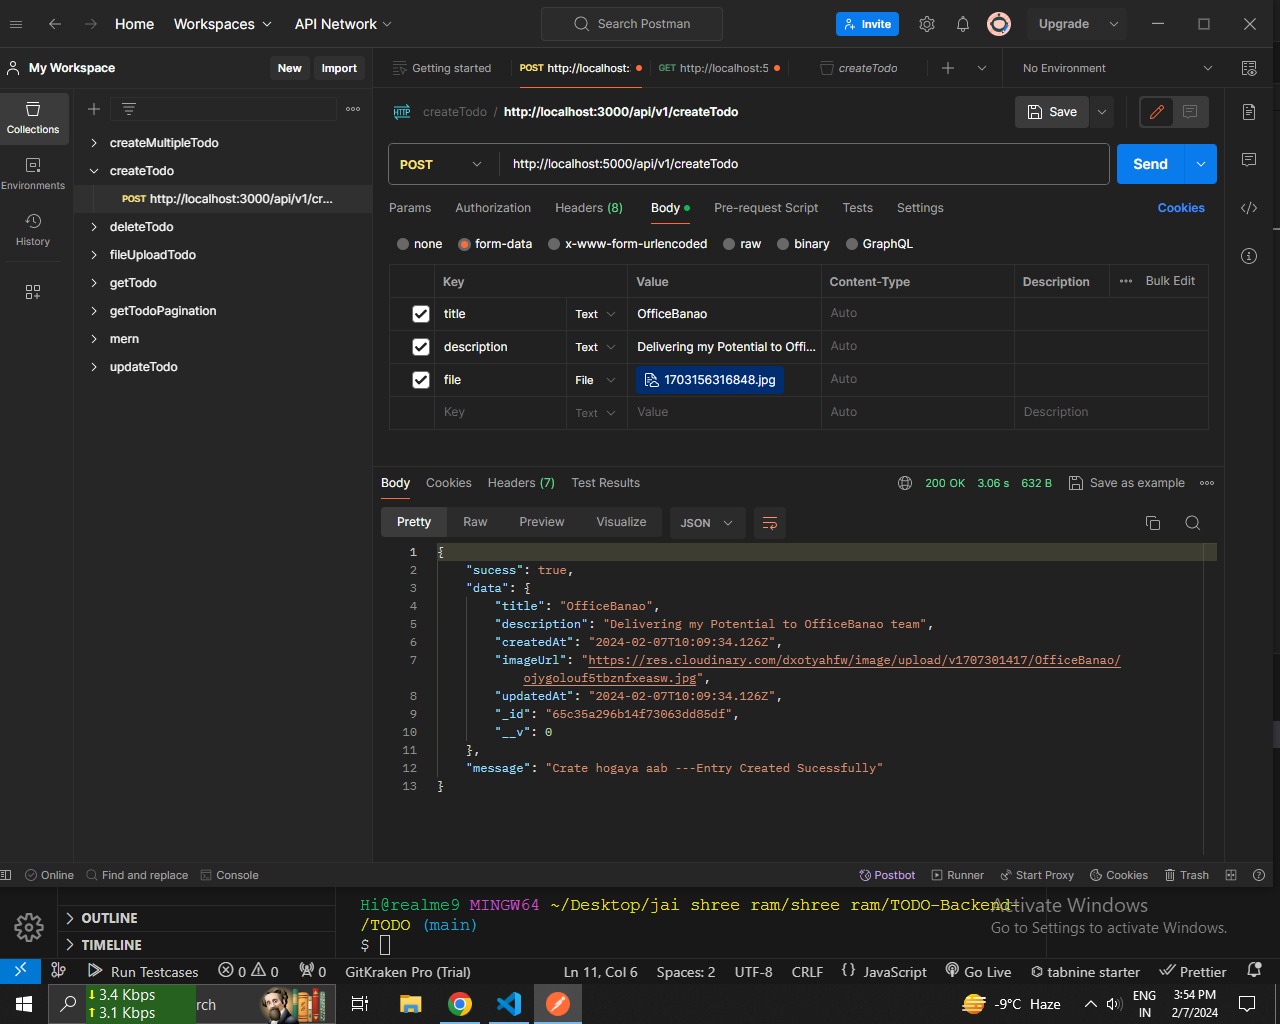 Home Workspaces API Network Search Postman Invite Upgrade
My Workspace New Import Getting started POST http://localhost: GET http://localhost:5 createTodo No Environment
Collections
Environments
History
createMultipleTodo
createTodo
POST http://localhost:3000/api/v1/cr...
deleteTodo
fileUploadTodo
getTodo
getTodoPagination
mern
updateTodo
HTTP createTodo / http://localhost:3000/api/v1/createTodo Save
POST http://localhost:5000/api/v1/createTodo Send
Params Authorization Headers (8) Body Pre-request Script Tests Settings Cookies
none form-data x-www-form-urlencoded raw binary GraphQL
Key Value Content-Type Description Bulk Edit
title Text OfficeBanao Auto
description Text Delivering my Potential to Offi... Auto
file File 1703156316848.jpg Auto
Key Text Value Auto Description
Body Cookies Headers (7) Test Results 200 OK 3.06 s 632 B Save as example
Pretty Raw Preview Visualize JSON
1 {
2 "sucess": true,
3 "data": {
4 "title": "OfficeBanao",
5 "description": "Delivering my Potential to OfficeBanao team",
6 "createdAt": "2024-02-07T10:09:34.126Z",
7 "imageUrl": "https://res.cloudinary.com/dxotyahfw/image/upload/v1707301417/OfficeBanao/
ojygolouf5tbznfxeasw.jpg",
8 "updatedAt": "2024-02-07T10:09:34.126Z",
9 "_id": "65c35a296b14f73063dd85df",
10 "__v": 0
11 },
12 "message": "Crate hogaya aab ---Entry Created Sucessfully"
13 }
Online Find and replace Console Postbot Runner Start Proxy Cookies Trash
OUTLINE
TIMELINE
Hi@realme9 MINGW64 ~/Desktop/jai shree ram/shree ram/TODO-Backend-
/TODO (main)
$
Activate Windows
Go to Settings to activate Windows.
Run Testcases 0 0 0 GitKraken Pro (Trial) Ln 11, Col 6 Spaces: 2 UTF-8 CRLF {} JavaScript Go Live tabnine starter Prettier
↓ 3.4 Kbps
↑ 3.1 Kbps
rch
-9°C Haze
ENG
IN
3:54 PM
2/7/2024